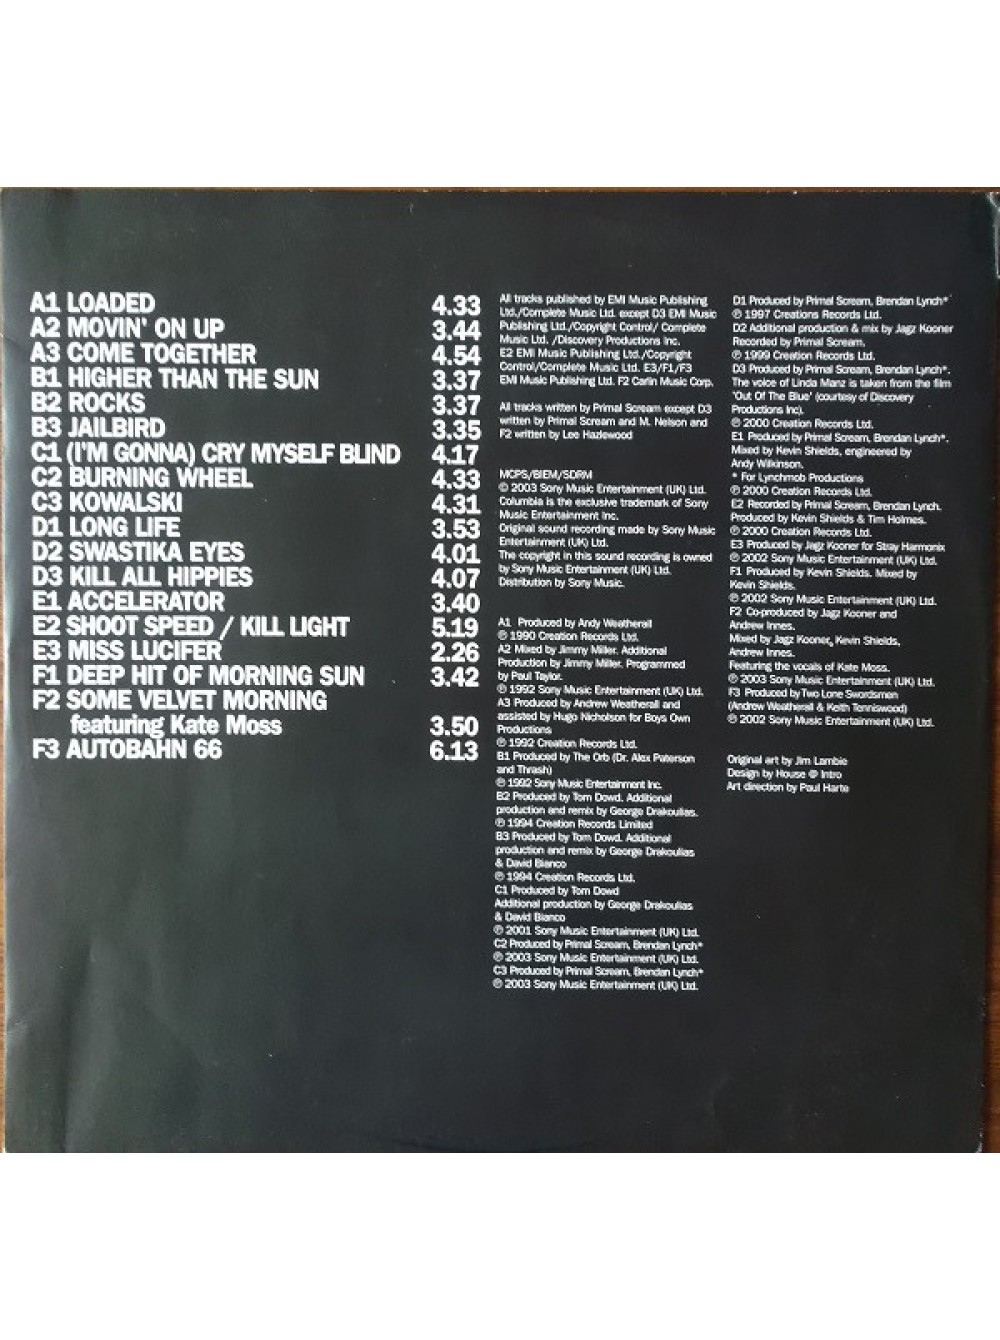 A1 LOADED 4.33
A2 MOVIN' ON UP 3.44
A3 COME TOGETHER 4.54
B1 HIGHER THAN THE SUN 3.37
B2 ROCKS 3.37
B3 JAILBIRD 3.35
C1 (I'M GONNA) CRY MYSELF BLIND 4.17
C2 BURNING WHEEL 4.33
C3 KOWALSKI 4.31
D1 LONG LIFE 3.53
D2 SWASTIKA EYES 4.01
D3 KILL ALL HIPPIES 4.07
E1 ACCELERATOR 3.40
E2 SHOOT SPEED / KILL LIGHT 5.19
E3 MISS LUCIFER 2.26
F1 DEEP HIT OF MORNING SUN 3.42
F2 SOME VELVET MORNING
featuring Kate Moss 3.50
F3 AUTOBAHN 66 6.13
All tracks published by EMI Music Publishing
Ltd./Complete Music Ltd. except D3 EMI Music
Publishing Ltd./Copyright Control/ Complete
Music Ltd. /Discovery Productions Inc.
E2 EMI Music Publishing Ltd./Copyright
Control/Complete Music Ltd. E3/F1/F3
EMI Music Publishing Ltd. F2 Carlin Music Corp.
All tracks written by Primal Scream except D3
written by Primal Scream and M. Nelson and
F2 written by Lee Hazlewood
MCPS/BIEM/SDRM
© 2003 Sony Music Entertainment (UK) Ltd.
Columbia is the exclusive trademark of Sony
Music Entertainment Inc.
Original sound recording made by Sony Music
Entertainment (UK) Ltd.
The copyright in this sound recording is owned
by Sony Music Entertainment (UK) Ltd.
Distribution by Sony Music.
A1 Produced by Andy Weatherall
℗ 1990 Creation Records Ltd.
A2 Mixed by Jimmy Miller. Additional
Production by Jimmy Miller. Programmed
by Paul Taylor.
℗ 1992 Sony Music Entertainment (UK) Ltd.
A3 Produced by Andrew Weatherall and
assisted by Hugo Nicholson for Boys Own
Productions
℗ 1992 Creation Records Ltd.
B1 Produced by The Orb (Dr. Alex Paterson
and Thrash)
℗ 1992 Sony Music Entertainment Inc.
B2 Produced by Tom Dowd. Additional
production and remix by George Drakoulias.
℗ 1994 Creation Records Limited
B3 Produced by Tom Dowd. Additional
production and remix by George Drakoulias
& David Bianco
℗ 1994 Creation Records Ltd.
C1 Produced by Tom Dowd
Additional production by George Drakoulias
& David Bianco
℗ 2001 Sony Music Entertainment (UK) Ltd.
C2 Produced by Primal Scream, Brendan Lynch*
℗ 2003 Sony Music Entertainment (UK) Ltd.
C3 Produced by Primal Scream, Brendan Lynch*
℗ 2003 Sony Music Entertainment (UK) Ltd.
D1 Produced by Primal Scream, Brendan Lynch*
℗ 1997 Creations Records Ltd.
D2 Additional production & mix by Jagz Kooner
Recorded by Primal Scream.
℗ 1999 Creation Records Ltd.
D3 Produced by Primal Scream, Brendan Lynch*.
The voice of Linda Manz is taken from the film
'Out Of The Blue' (courtesy of Discovery
Productions Inc).
℗ 2000 Creation Records Ltd.
E1 Produced by Primal Scream, Brendan Lynch*.
Mixed by Kevin Shields, engineered by
Andy Wilkinson.
* For Lynchmob Productions
℗ 2000 Creation Records Ltd.
E2 Recorded by Primal Scream, Brendan Lynch.
Produced by Kevin Shields & Tim Holmes.
℗ 2000 Creation Records Ltd.
E3 Produced by Jagz Kooner for Stray Harmonix
℗ 2002 Sony Music Entertainment (UK) Ltd.
F1 Produced by Kevin Shields. Mixed by
Kevin Shields.
℗ 2002 Sony Music Entertainment (UK) Ltd.
F2 Co-produced by Jagz Kooner and
Andrew Innes.
Mixed by Jagz Kooner, Kevin Shields,
Andrew Innes.
Featuring the vocals of Kate Moss.
℗ 2003 Sony Music Entertainment (UK) Ltd.
F3 Produced by Two Lone Swordsmen
(Andrew Weatherall & Keith Tenniswood)
℗ 2002 Sony Music Entertainment (UK) Ltd.
Original art by Jim Lambie
Design by House @ Intro
Art direction by Paul Harte